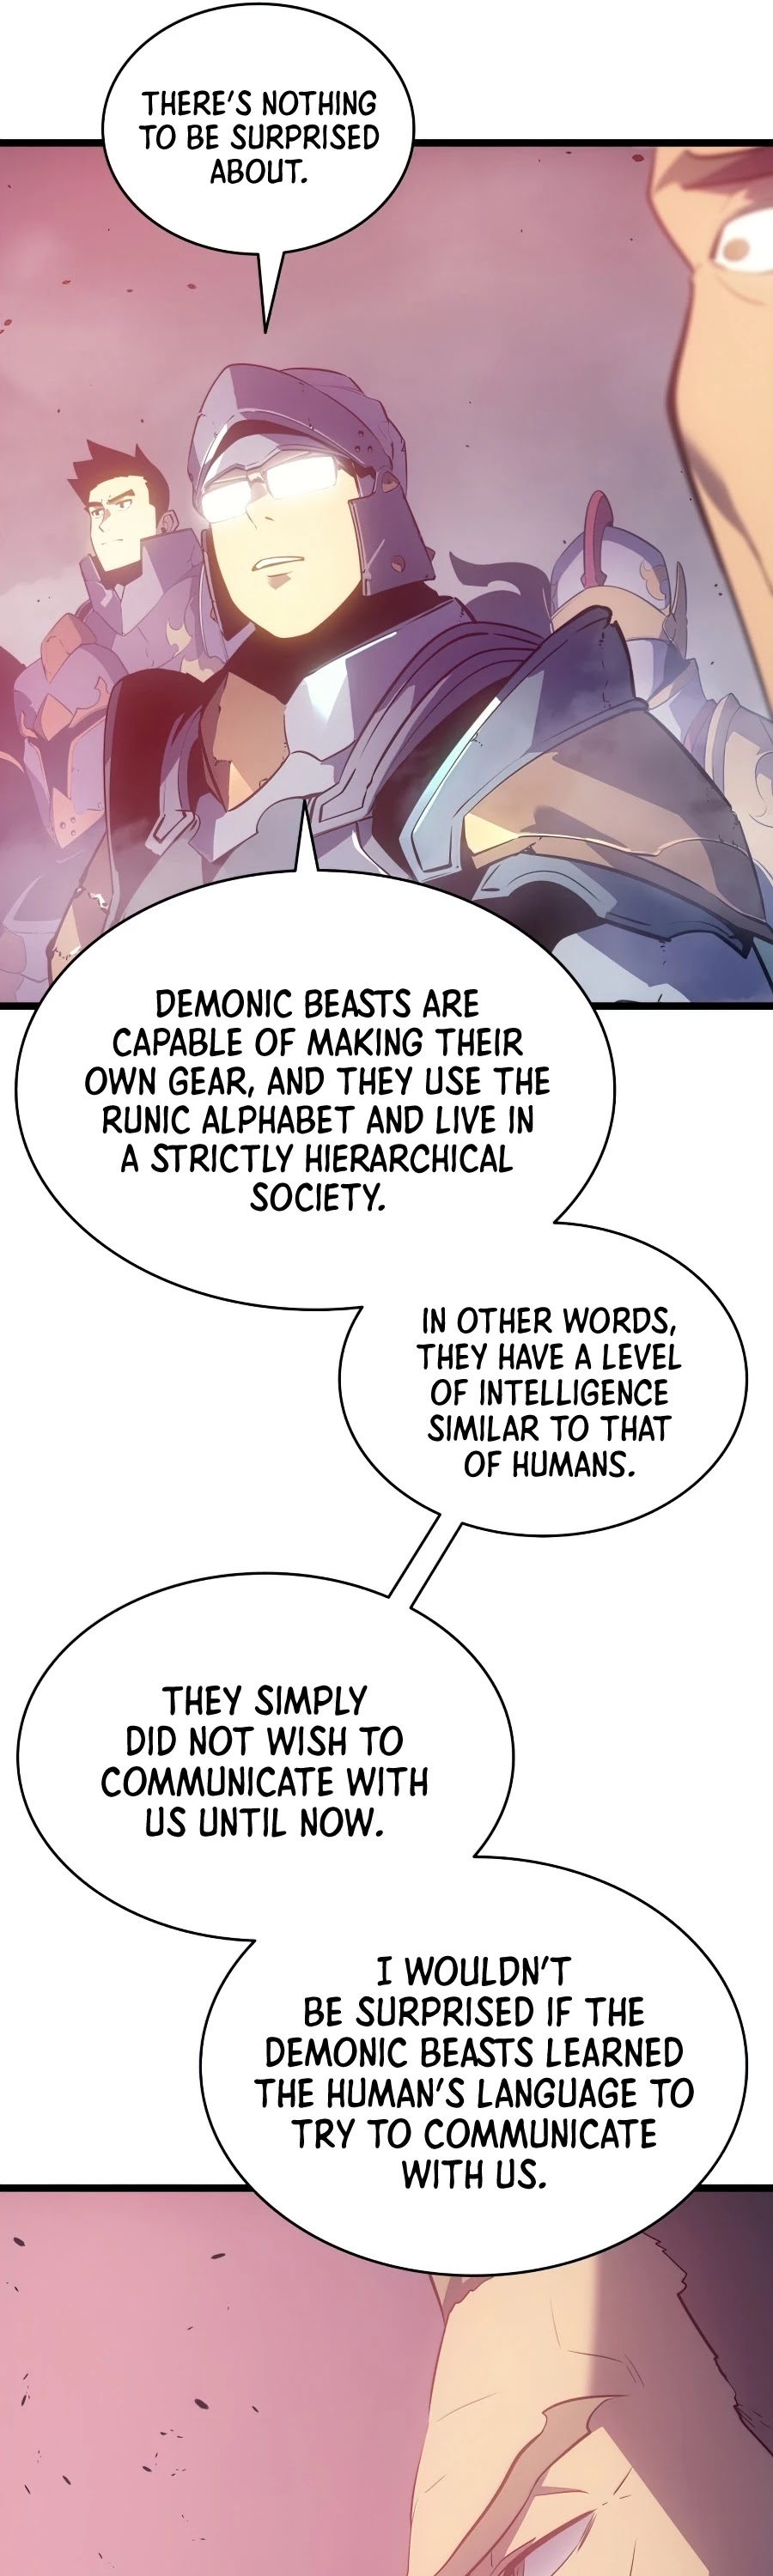 THERE'S NOTHING
TO BE SURPRISED
ABOUT.
DEMONIC BEASTS ARE
CAPABLE OF MAKING THEIR
OWN GEAR, AND THEY USE THE
RUNIC ALPHABET AND LIVE IN
A STRICTLY HIERARCHICAL
SOCIETY.
IN OTHER WORDS,
THEY HAVE A LEVEL
OF INTELLIGENCE
SIMILAR TO THAT
OF HUMANS.
THEY SIMPLY
DID NOT WISH TO
COMMUNICATE WITH
US UNTIL NOW.
I WOULDN'T
BE SURPRISED IF THE
DEMONIC BEASTS LEARNED
THE HUMAN'S LANGUAGE TO
TRY TO COMMUNICATE
WITH US.